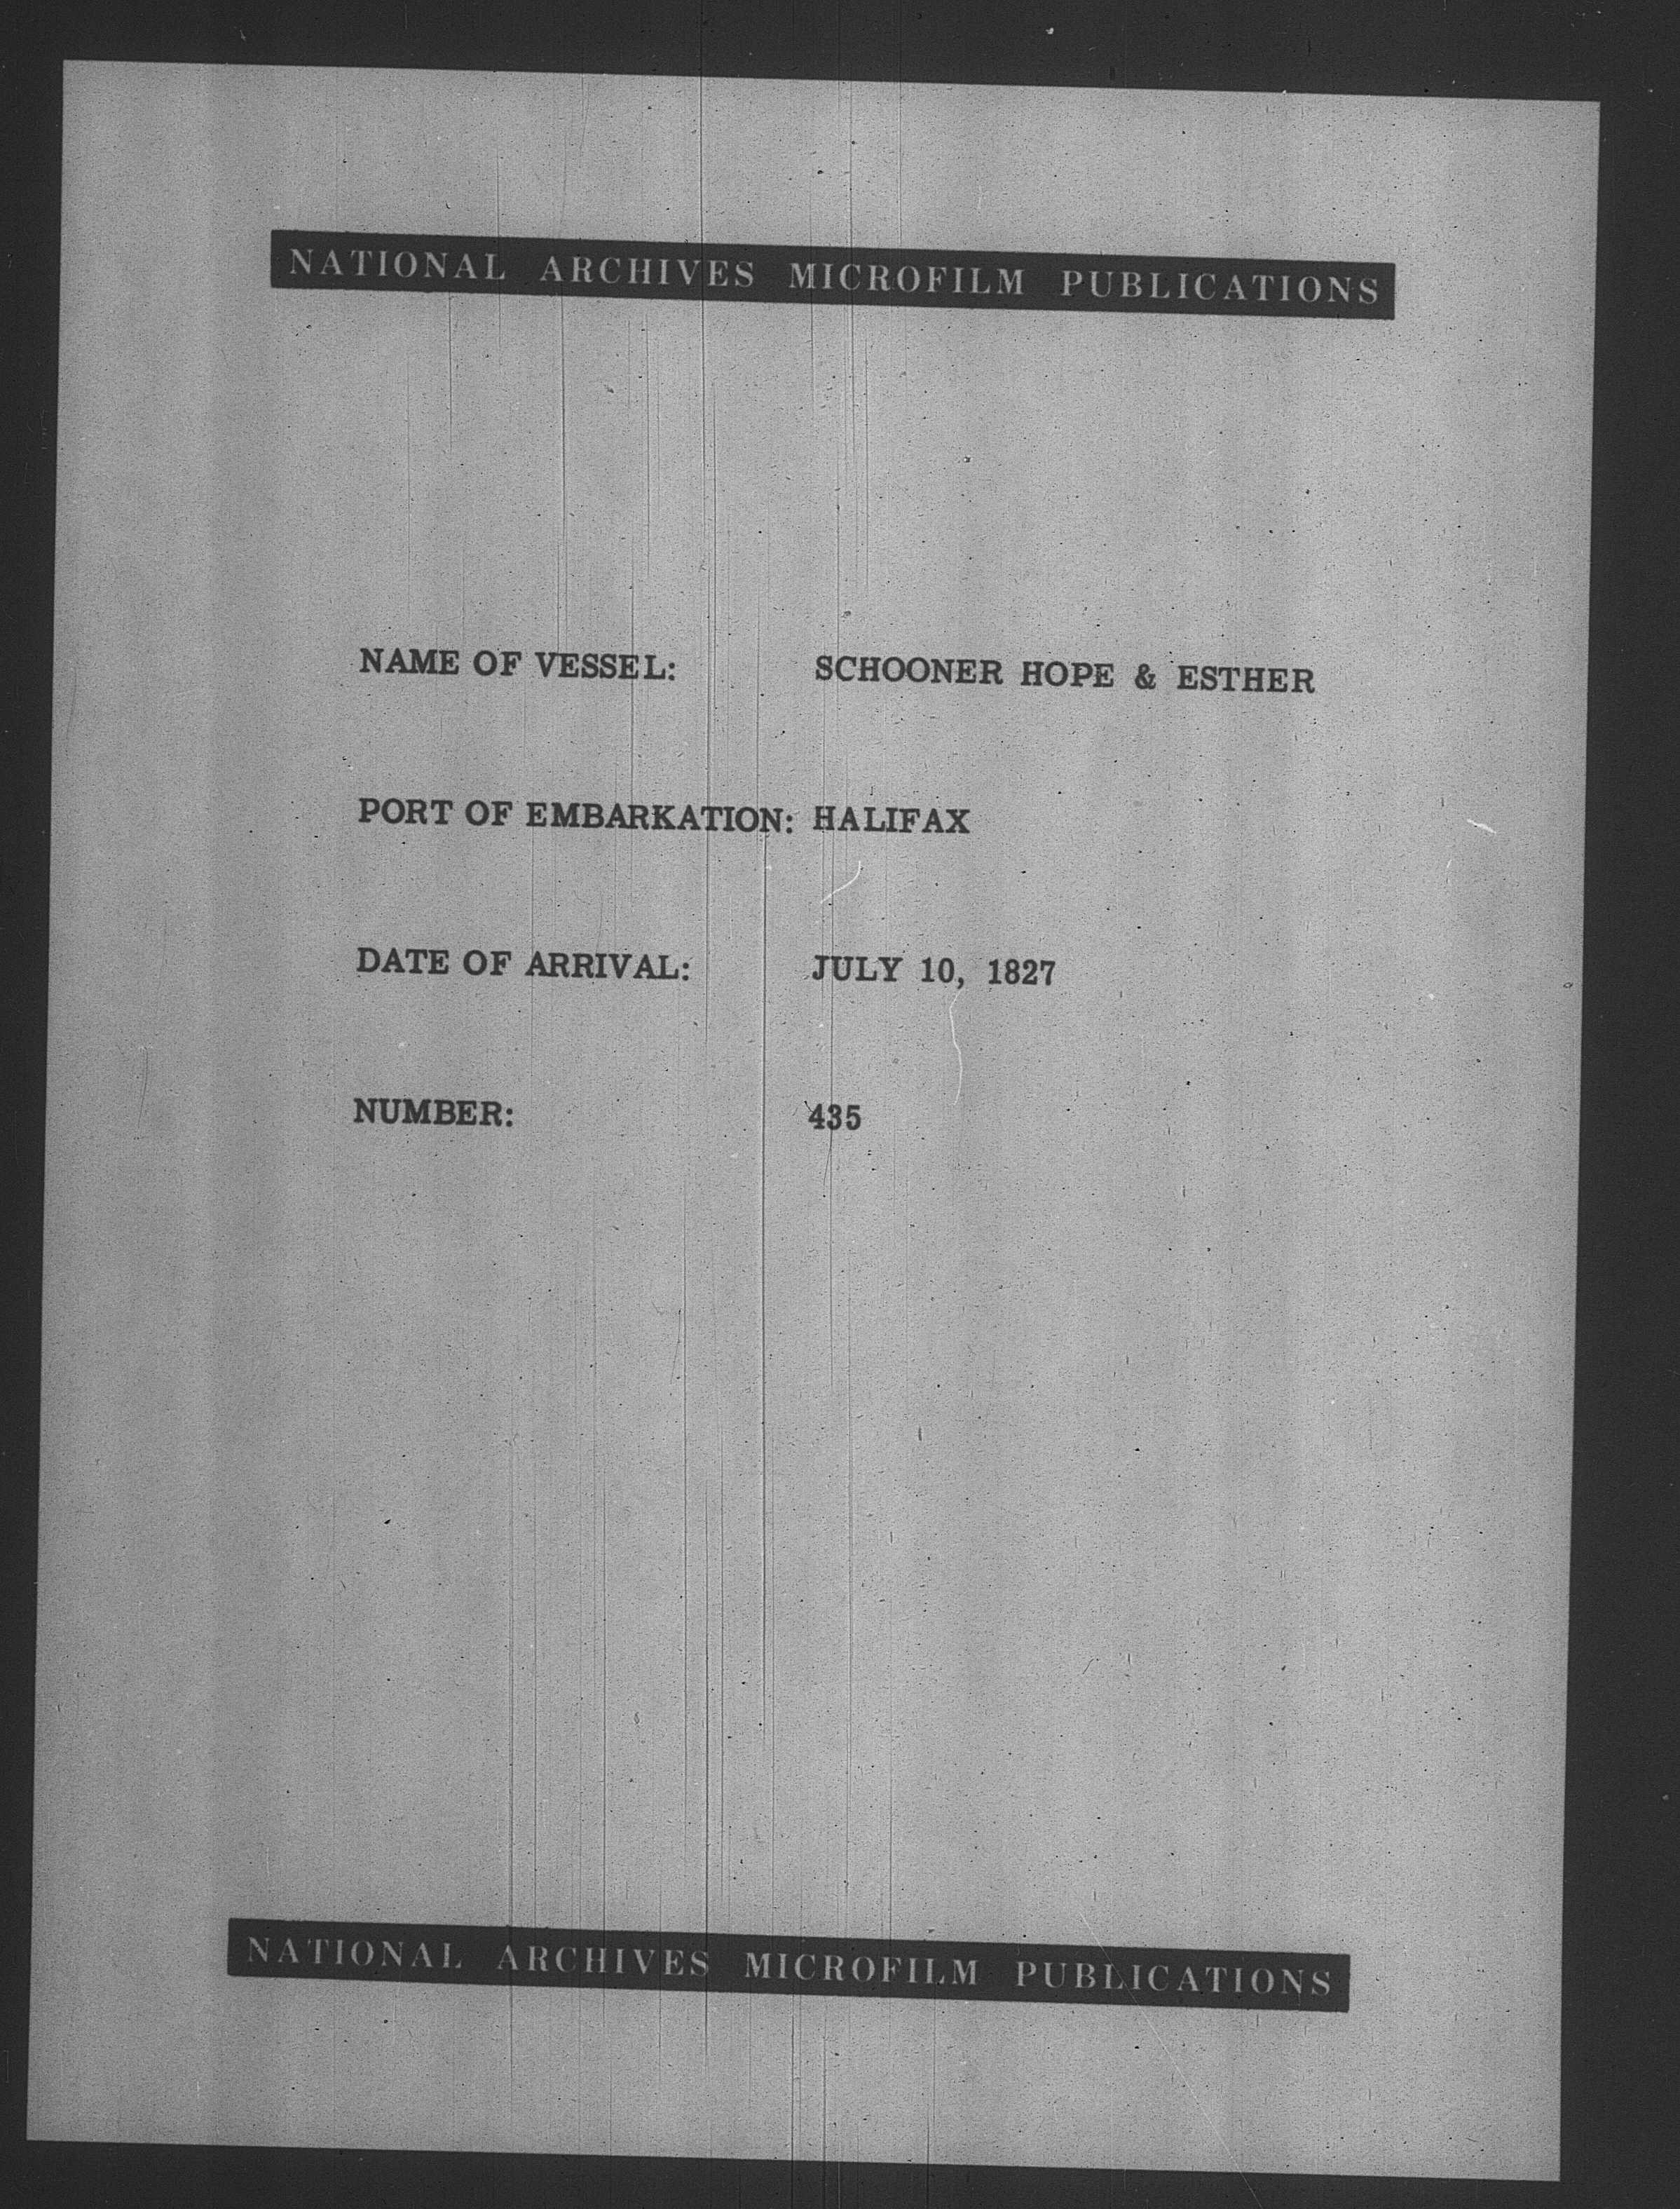 NATIONAL ARCHIVES MICROFILM PUBLICATIONS
NAME OF VESSEL: SCHOONER HOPE & ESTHER
PORT OF EMBARKATION: HALIFAX
DATE OF ARRIVAL: JULY 10, 1827
NUMBER: 435
NATIONAL ARCHIVES MICROFILM PUBLICATIONS